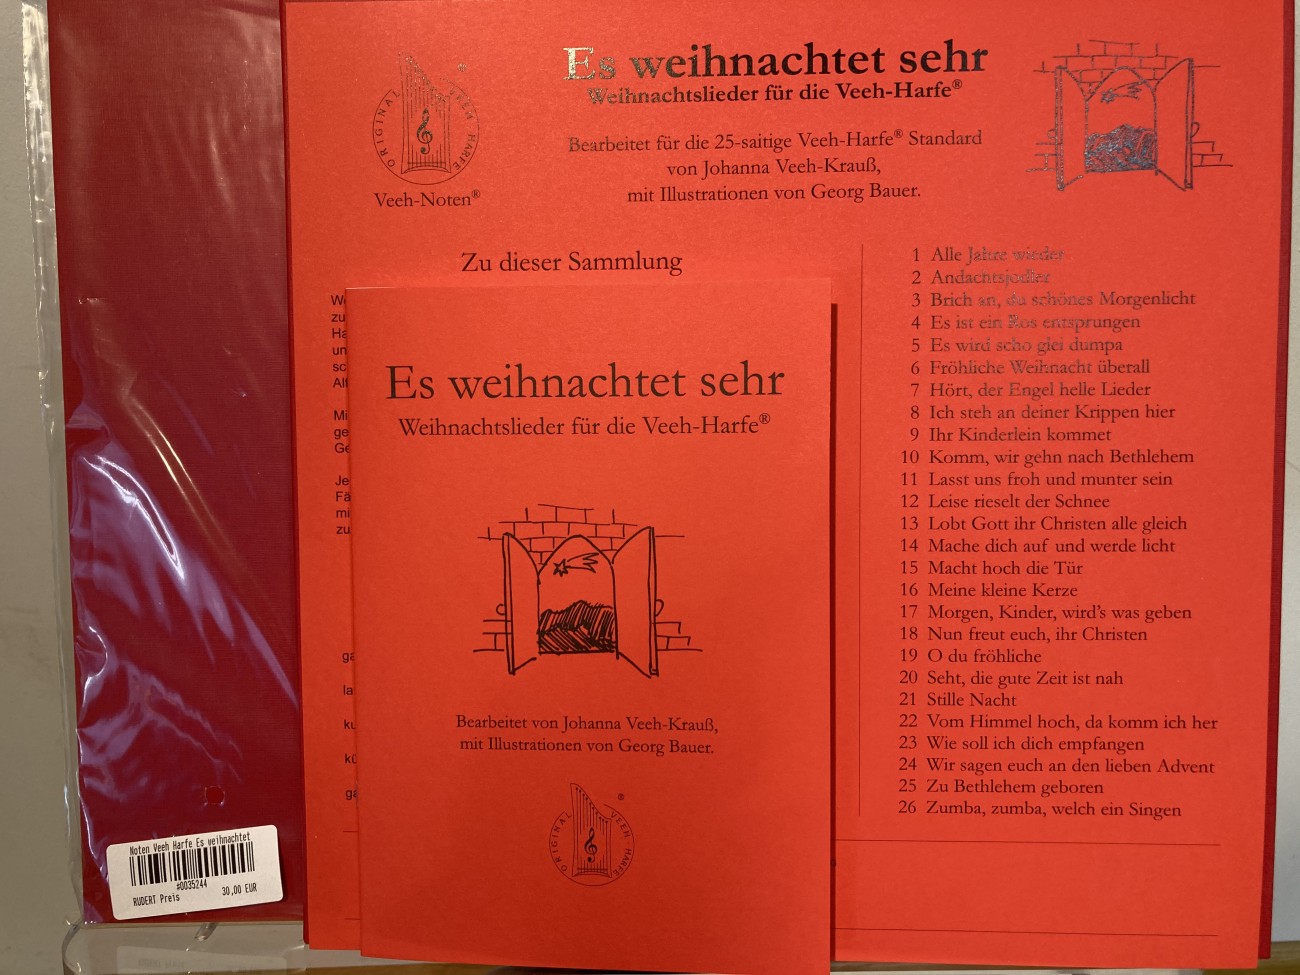 Es weihnachtet sehr
Weihnachtslieder für die Veeh-Harfe®
Bearbeitet für die 25-saitige Veeh-Harfe® Standard
von Johanna Veeh-Krauß,
mit Illustrationen von Georg Bauer.
ORIGINAL VEEH HARFE ®
Veeh-Noten®
Zu dieser Sammlung
1 Alle Jahre wieder
2 Andachtsjodler
3 Brich an, du schönes Morgenlicht
4 Es ist ein Ros entsprungen
5 Es wird scho glei dumpa
6 Fröhliche Weihnacht überall
7 Hört, der Engel helle Lieder
8 Ich steh an deiner Krippen hier
9 Ihr Kinderlein kommet
10 Komm, wir gehn nach Bethlehem
11 Lasst uns froh und munter sein
12 Leise rieselt der Schnee
13 Lobt Gott ihr Christen alle gleich
14 Mache dich auf und werde licht
15 Macht hoch die Tür
16 Meine kleine Kerze
17 Morgen, Kinder, wird's was geben
18 Nun freut euch, ihr Christen
19 O du fröhliche
20 Seht, die gute Zeit ist nah
21 Stille Nacht
22 Vom Himmel hoch, da komm ich her
23 Wie soll ich dich empfangen
24 Wir sagen euch an den lieben Advent
25 Zu Bethlehem geboren
26 Zumba, zumba, welch ein Singen
Es weihnachtet sehr
Weihnachtslieder für die Veeh-Harfe®
Bearbeitet von Johanna Veeh-Krauß,
mit Illustrationen von Georg Bauer.
ORIGINAL VEEH HARFE ®
Noten Veeh Harfe Es weihnachtet
#0035244
RUDERT Preis 30,00 EUR